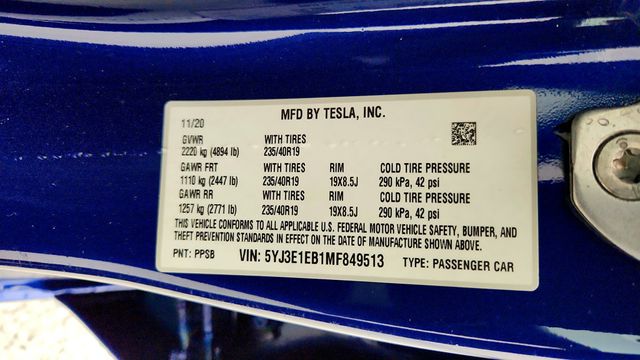 MFD BY TESLA, INC.
11/20
GVWR WITH TIRES
2220 kg (4894 lb) 235/40R19
GAWR FRT WITH TIRES RIM COLD TIRE PRESSURE
1110 kg (2447 lb) 235/40R19 19X8.5J 290 kPa, 42 psi
GAWR RR WITH TIRES RIM COLD TIRE PRESSURE
1257 kg (2771 lb) 235/40R19 19X8.5J 290 kPa, 42 psi
THIS VEHICLE CONFORMS TO ALL APPLICABLE U.S. FEDERAL MOTOR VEHICLE SAFETY, BUMPER, AND
THEFT PREVENTION STANDARDS IN EFFECT ON THE DATE OF MANUFACTURE SHOWN ABOVE.
PNT: PPSB VIN: 5YJ3E1EB1MF849513 TYPE: PASSENGER CAR